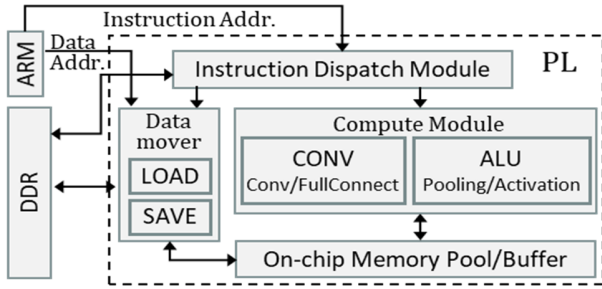 Instruction Addr.
ARM
Data
Addr.
PL
Instruction Dispatch Module
DDR
Data
mover
LOAD
SAVE
Compute Module
CONV
Conv/FullConnect
ALU
Pooling/Activation
On-chip Memory Pool/Buffer